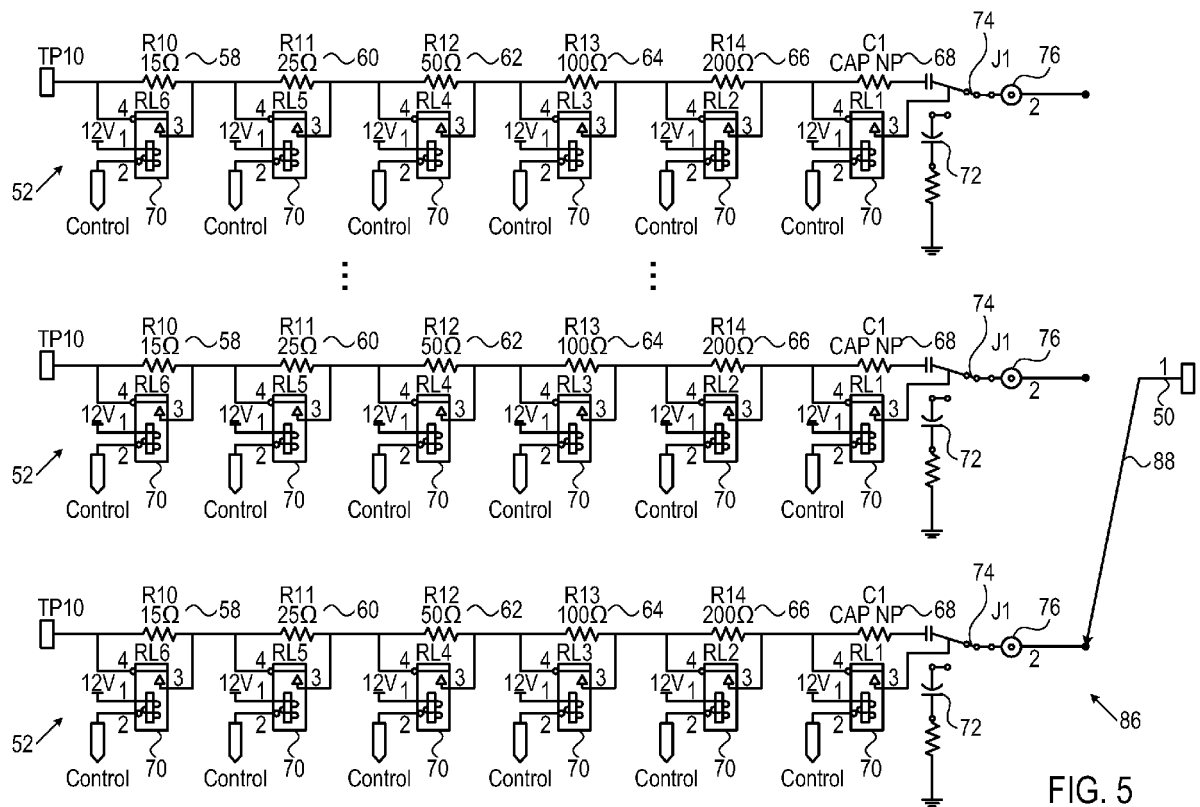 TP10 R10 58 R11 60 R12 62 R13 64 R14 66 C1 74 76
15Ω 25Ω 50Ω 100Ω 200Ω CAP NP 68 J1
RL6 RL5 RL4 RL3 RL2 RL1 2
4 4 4 4 4 4
12V 1 3 12V 1 3 12V 1 3 12V 1 3 12V 1 3 12V 1 3
52 2 2 2 2 2 2 72
Control 70 Control 70 Control 70 Control 70 Control 70 Control 70
TP10 R10 58 R11 60 R12 62 R13 64 R14 66 C1 74 76
15Ω 25Ω 50Ω 100Ω 200Ω CAP NP 68 J1 1
RL6 RL5 RL4 RL3 RL2 RL1 2 50
4 4 4 4 4 4
12V 1 3 12V 1 3 12V 1 3 12V 1 3 12V 1 3 12V 1 3
52 2 2 2 2 2 2 72 88
Control 70 Control 70 Control 70 Control 70 Control 70 Control 70
TP10 R10 58 R11 60 R12 62 R13 64 R14 66 C1 74 76
15Ω 25Ω 50Ω 100Ω 200Ω CAP NP 68 J1
RL6 RL5 RL4 RL3 RL2 RL1 2
4 4 4 4 4 4
12V 1 3 12V 1 3 12V 1 3 12V 1 3 12V 1 3 12V 1 3
52 2 2 2 2 2 2 72 86
Control 70 Control 70 Control 70 Control 70 Control 70 Control 70
FIG. 5